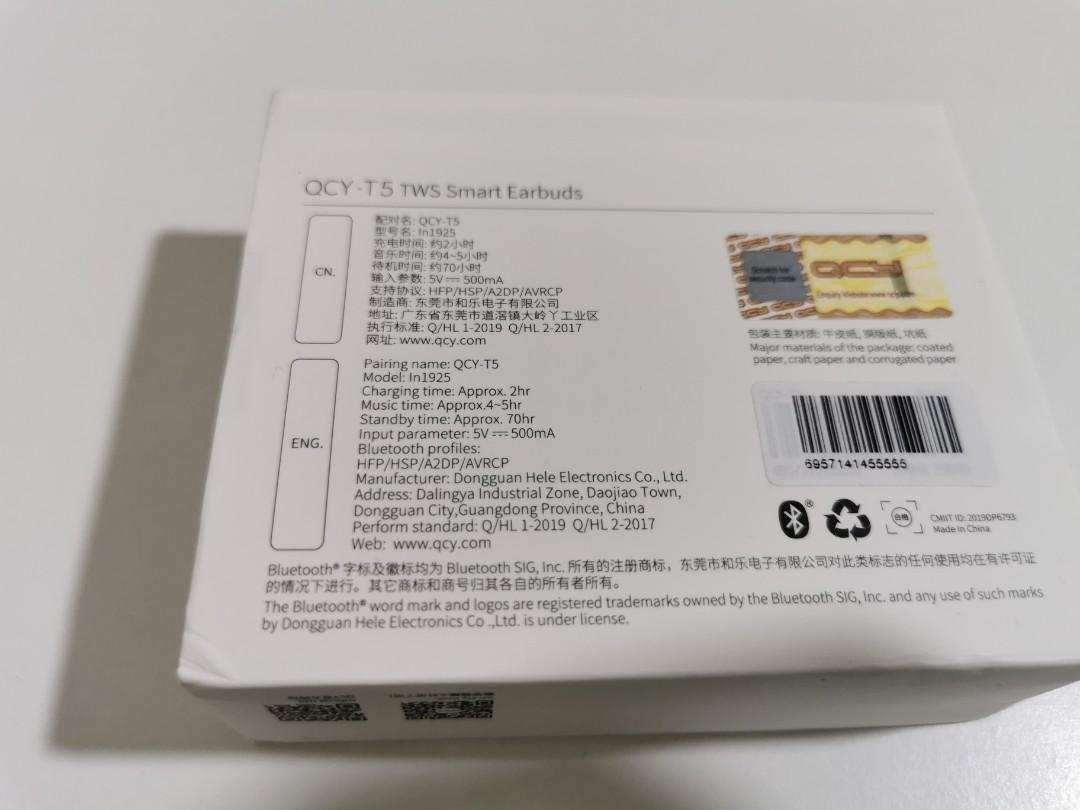 QCY-T5 TWS Smart Earbuds
CN.
配对名: QCY-T5
型号名: In1925
充电时间: 约2小时
音乐时间: 约4~5小时
待机时间: 约70小时
输入参数: 5V⎓500mA
支持协议: HFP/HSP/A2DP/AVRCP
制造商: 东莞市和乐电子有限公司
地址: 广东省东莞市道滘镇大岭丫工业区
执行标准: Q/HL 1-2019 Q/HL 2-2017
网址: www.qcy.com
ENG.
Pairing name: QCY-T5
Model: In1925
Charging time: Approx. 2hr
Music time: Approx.4~5hr
Standby time: Approx. 70hr
Input parameter: 5V⎓500mA
Bluetooth profiles:
HFP/HSP/A2DP/AVRCP
Manufacturer: Dongguan Hele Electronics Co., Ltd.
Address: Dalingya Industrial Zone, Daojiao Town,
Dongguan City,Guangdong Province, China
Perform standard: Q/HL 1-2019 Q/HL 2-2017
Web: www.qcy.com
Scratch for
security code
QCY
包装主要材质: 牛皮紙, 铜版紙, 坑紙
Major materials of the package: coated
paper, craft paper and corrugated paper
6957141455555
合格
CMIIT ID: 2019DP6793
Made in China
Bluetooth® 字标及徽标均为 Bluetooth SIG, Inc. 所有的注册商标，东莞市和乐电子有限公司对此类标志的任何使用均在有许可证
的情况下进行。其它商标和商号归其各自的所有者所有。
The Bluetooth® word mark and logos are registered trademarks owned by the Bluetooth SIG, Inc. and any use of such marks
by Dongguan Hele Electronics Co .,Ltd. is under license.